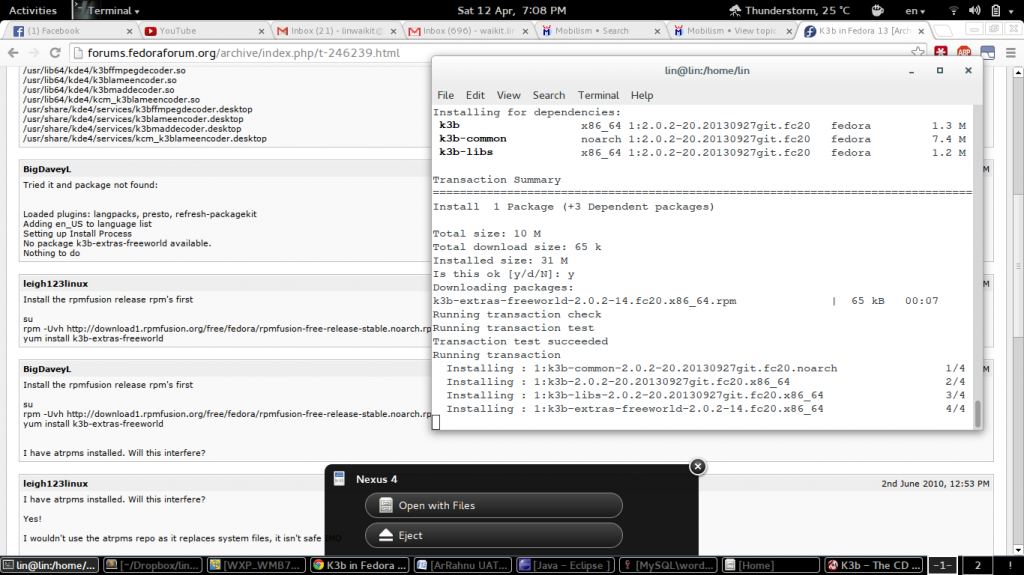 Activities
Terminal
Sat 12 Apr, 7:08 PM
Thunderstorm, 25 °C
en
(1) Facebook
YouTube
Inbox (21) - linwaikit@
Inbox (696) - waikit.lin
Mobilism • Search
Mobilism • View topic
K3b in Fedora 13 [Arc
forums.fedoraforum.org/archive/index.php/t-246239.html
ABP
/usr/lib64/kde4/k3bffmpegdecoder.so
/usr/lib64/kde4/k3blameencoder.so
/usr/lib64/kde4/k3bmaddecoder.so
/usr/lib64/kde4/kcm_k3blameencoder.so
/usr/share/kde4/services/k3bffmpegdecoder.desktop
/usr/share/kde4/services/k3blameencoder.desktop
/usr/share/kde4/services/k3bmaddecoder.desktop
/usr/share/kde4/services/kcm_k3blameencoder.desktop
BigDaveyL
Tried it and package not found:
Loaded plugins: langpacks, presto, refresh-packagekit
Adding en_US to language list
Setting up Install Process
No package k3b-extras-freeworld available.
Nothing to do
leigh123linux
Install the rpmfusion release rpm's first
su
rpm -Uvh http://download1.rpmfusion.org/free/fedora/rpmfusion-free-release-stable.noarch.rp
yum install k3b-extras-freeworld
BigDaveyL
Install the rpmfusion release rpm's first
su
rpm -Uvh http://download1.rpmfusion.org/free/fedora/rpmfusion-free-release-stable.noarch.rp
yum install k3b-extras-freeworld
I have atrpms installed. Will this interfere?
leigh123linux
2nd June 2010, 12:53 PM
I have atrpms installed. Will this interfere?
Yes!
I wouldn't use the atrpms repo as it replaces system files, it isn't safe
lin@lin:/home/lin
File Edit View Search Terminal Help
Installing for dependencies:
k3b x86_64 1:2.0.2-20.20130927git.fc20 fedora 1.3 M
k3b-common noarch 1:2.0.2-20.20130927git.fc20 fedora 7.4 M
k3b-libs x86_64 1:2.0.2-20.20130927git.fc20 fedora 1.2 M
Transaction Summary
================================================================================
Install 1 Package (+3 Dependent packages)
Total size: 10 M
Total download size: 65 k
Installed size: 31 M
Is this ok [y/d/N]: y
Downloading packages:
k3b-extras-freeworld-2.0.2-14.fc20.x86_64.rpm | 65 kB 00:07
Running transaction check
Running transaction test
Transaction test succeeded
Running transaction
Installing : 1:k3b-common-2.0.2-20.20130927git.fc20.noarch 1/4
Installing : 1:k3b-2.0.2-20.20130927git.fc20.x86_64 2/4
Installing : 1:k3b-libs-2.0.2-20.20130927git.fc20.x86_64 3/4
Installing : 1:k3b-extras-freeworld-2.0.2-14.fc20.x86_64 4/4
Nexus 4
Open with Files
Eject
lin@lin:/home/...
[~/Dropbox/lin...
[WXP_WMB7...
K3b in Fedora ...
ArRahnu UAT...
[Java - Eclipse ]
[MySQL\word...
[Home]
K3b – The CD ...
-1-
2
!